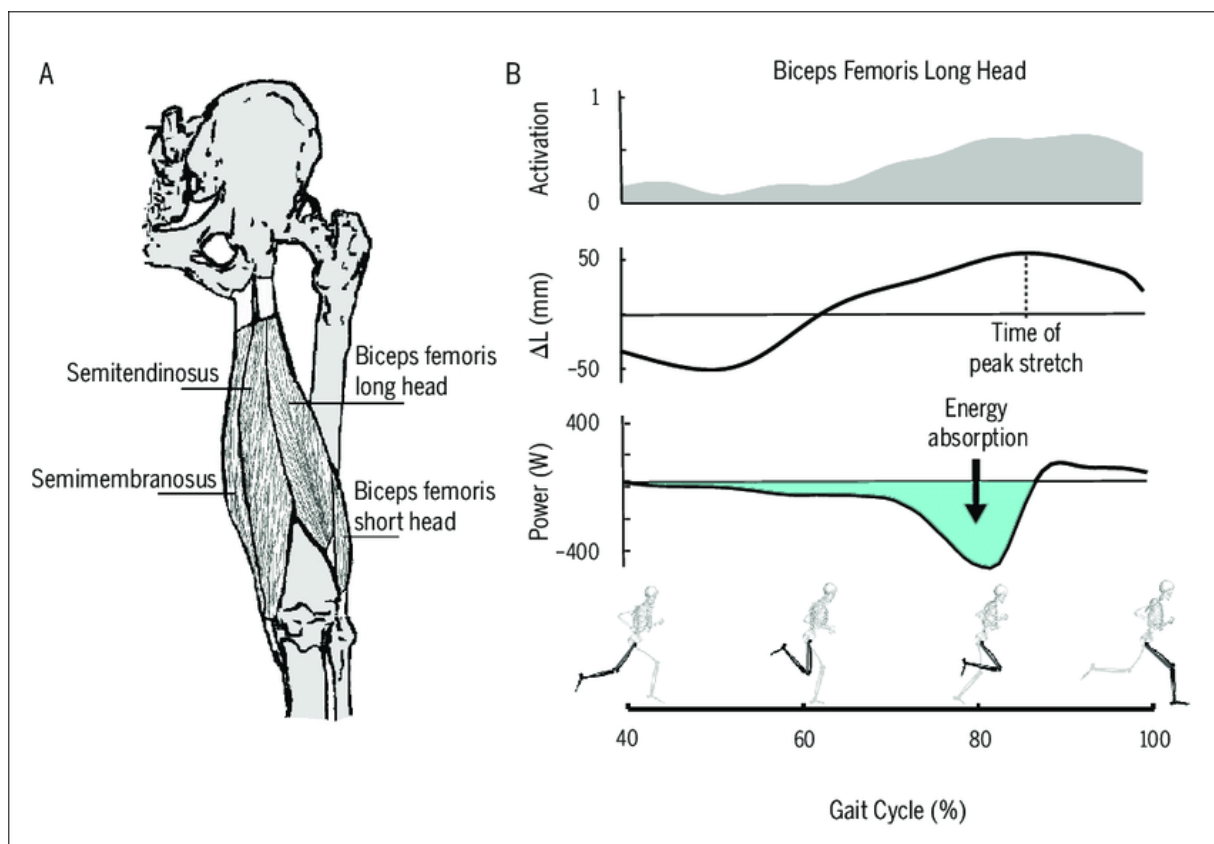 A
Semitendinosus
Semimembranosus
Biceps femoris
long head
Biceps femoris
short head
B
Biceps Femoris Long Head
Activation
1
0
ΔL (mm)
50
−50
Time of
peak stretch
Power (W)
400
−400
Energy
absorption
40
60
80
100
Gait Cycle (%)